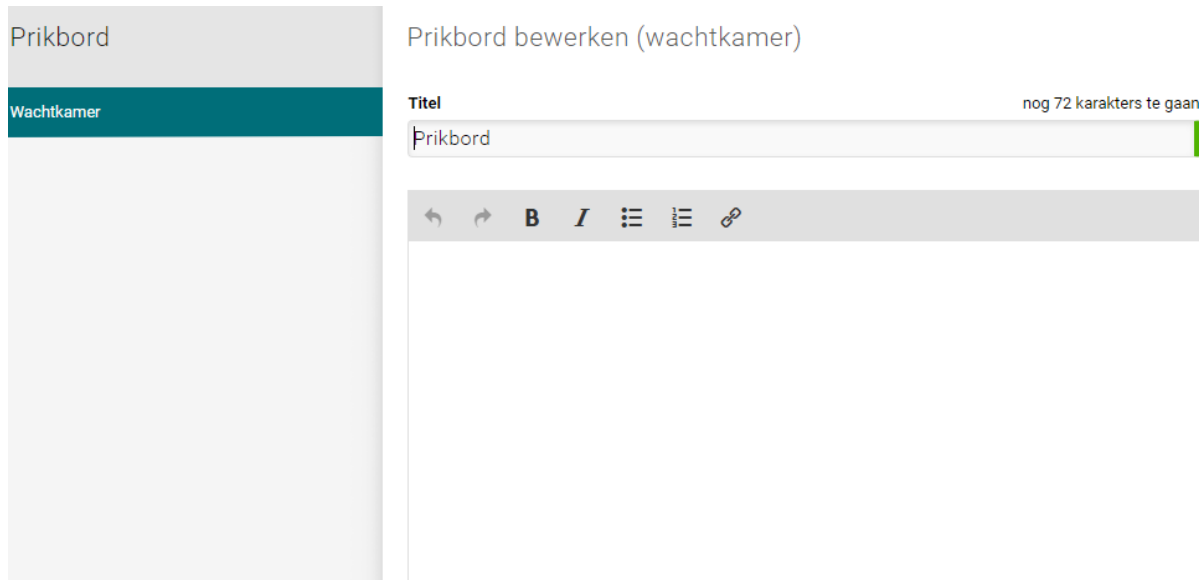 Prikbord
Prikbord bewerken (wachtkamer)
Wachtkamer
Titel
nog 72 karakters te gaan
Prikbord
B I